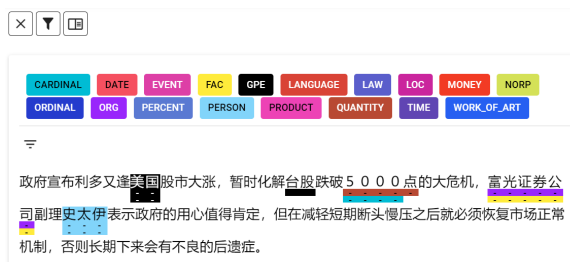 CARDINAL DATE EVENT FAC GPE LANGUAGE LAW LOC MONEY NORP
ORDINAL ORG PERCENT PERSON PRODUCT QUANTITY TIME WORK_OF_ART
政府宣布利多又逢美国股市大涨，暂时化解台股跌破５０００点的大危机，富光证券公
司副理史太伊表示政府的用心值得肯定，但在减轻短期断头慢压之后就必须恢复市场正常
机制，否则长期下来会有不良的后遗症。